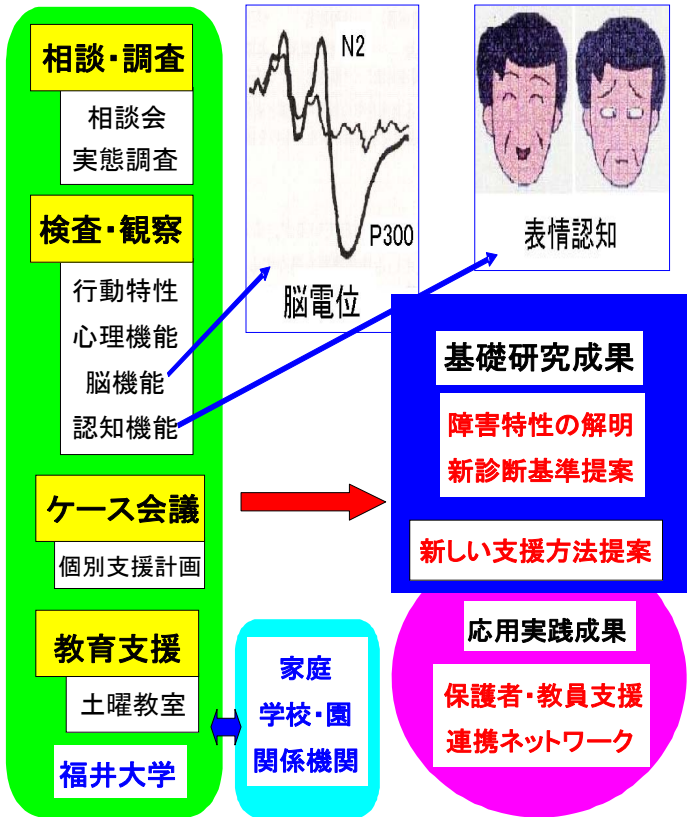 相談・調査
相談会
実態調査
検査・観察
行動特性
心理機能
脳機能
認知機能
ケース会議
個別支援計画
教育支援
土曜教室
福井大学
N2
P300
脳電位
表情認知
基礎研究成果
障害特性の解明
新診断基準提案
新しい支援方法提案
応用実践成果
保護者・教員支援
連携ネットワーク
家庭
学校・園
関係機関